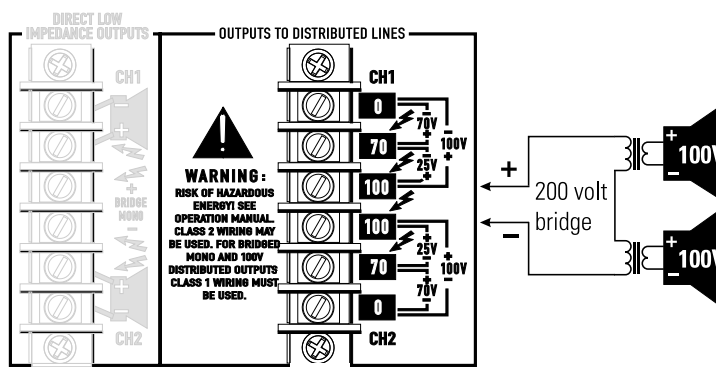 DIRECT LOW
IMPEDANCE OUTPUTS
CH1
-
+
+
BRIDGE
MONO
-
+
-
CH2
OUTPUTS TO DISTRIBUTED LINES
WARNING:
RISK OF HAZARDOUS
ENERGY! SEE
OPERATION MANUAL.
CLASS 2 WIRING MAY
BE USED. FOR BRIDGED
MONO AND 100V
DISTRIBUTED OUTPUTS
CLASS 1 WIRING MUST
BE USED.
CH1
0
70
100
100
70
0
CH2
-
70V
+
-
25V
+
-
100V
+
+
25V
-
+
70V
-
+
100V
-
+
200 volt
bridge
-
+
100V
-
+
100V
-